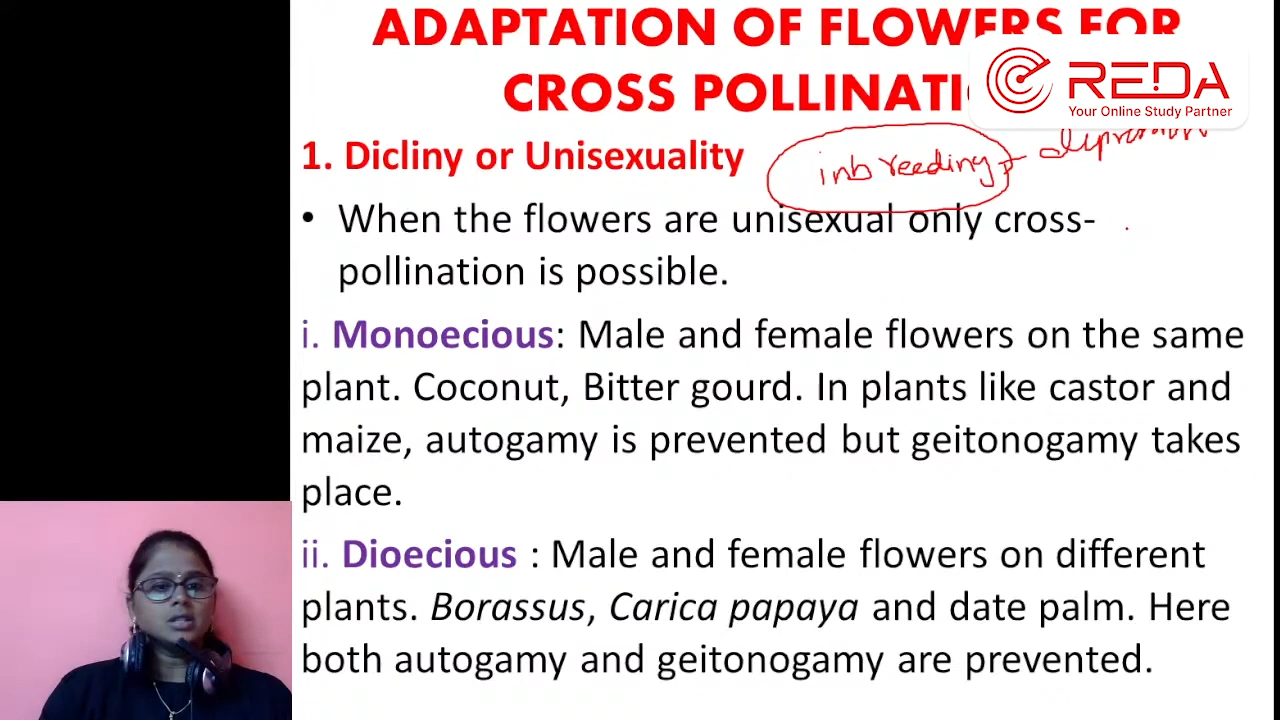 ADAPTATION OF FLOWERS FOR
CROSS POLLINATI
CREDA
Your Online Study Partner
1. Dicliny or Unisexuality
inbreeding - depression
• When the flowers are unisexual only cross-
pollination is possible.
i. Monoecious: Male and female flowers on the same
plant. Coconut, Bitter gourd. In plants like castor and
maize, autogamy is prevented but geitonogamy takes
place.
ii. Dioecious : Male and female flowers on different
plants. Borassus, Carica papaya and date palm. Here
both autogamy and geitonogamy are prevented.